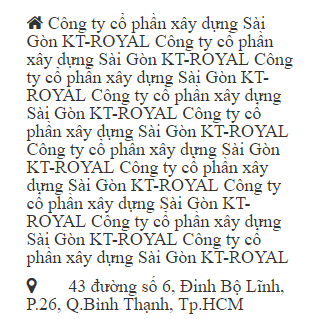 Công ty cổ phần xây dựng Sài
Gòn KT-ROYAL Công ty cổ phần
xây dựng Sài Gòn KT-ROYAL Công
ty cổ phần xây dựng Sài Gòn KT-
ROYAL Công ty cổ phần xây dựng
Sài Gòn KT-ROYAL Công ty cổ
phần xây dựng Sài Gòn KT-ROYAL
Công ty cổ phần xây dựng Sài Gòn
KT-ROYAL Công ty cổ phần xây
dựng Sài Gòn KT-ROYAL Công ty
cổ phần xây dựng Sài Gòn KT-
ROYAL Công ty cổ phần xây dựng
Sài Gòn KT-ROYAL Công ty cổ
phần xây dựng Sài Gòn KT-ROYAL
43 đường số 6, Đinh Bộ Lĩnh,
P.26, Q.Bình Thạnh, Tp.HCM